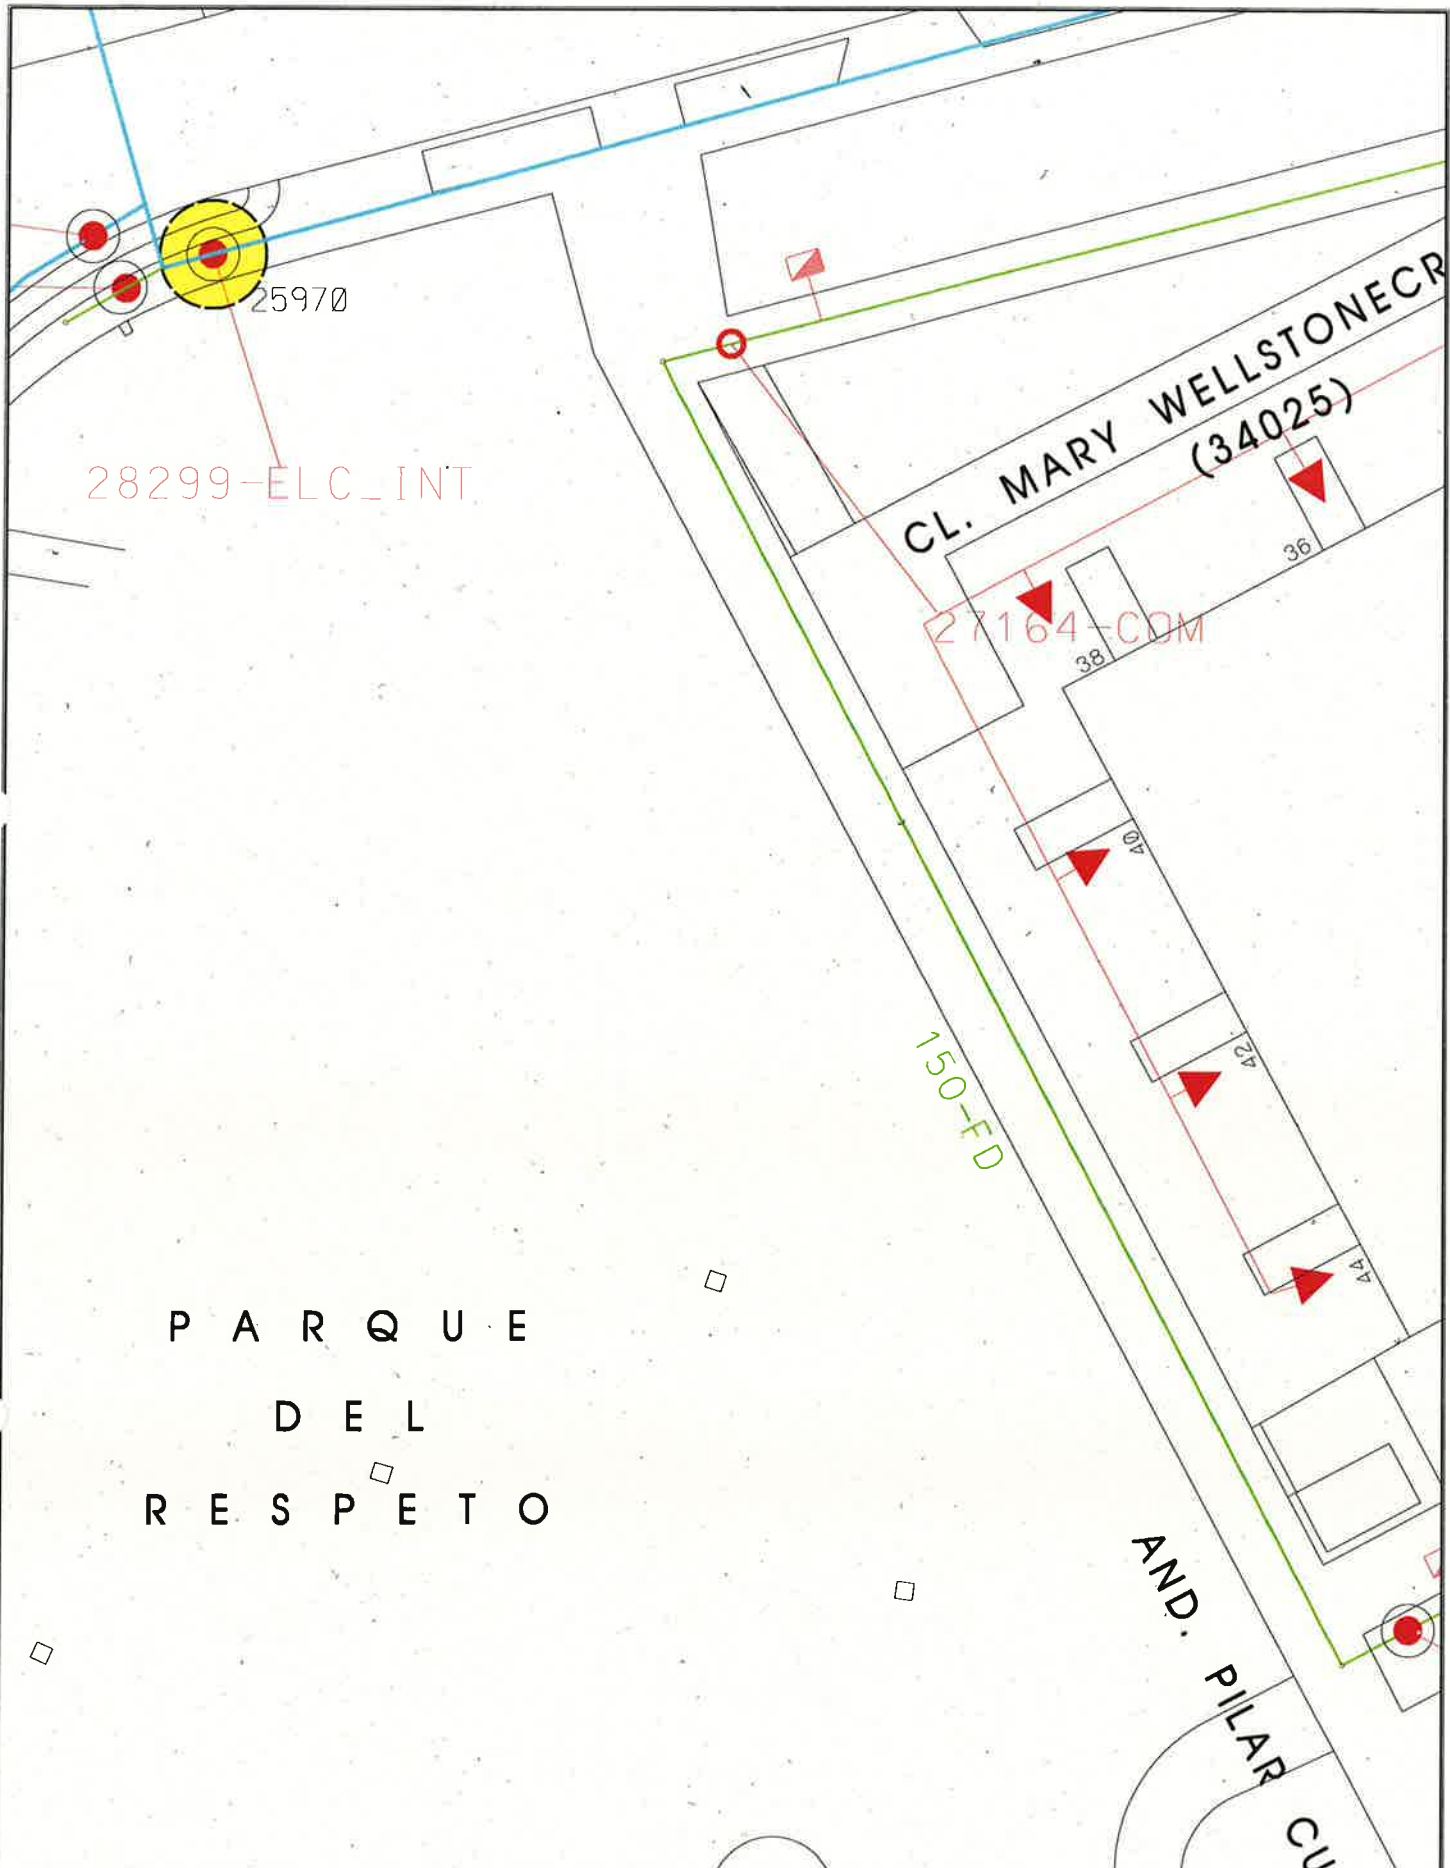 25970
28299-ELC_INT
CL. MARY WELLSTONECR
(34025)
36
27164-COM
38
40
42
150-FD
44
PARQUE
DEL
RESPETO
AND. PILAR CU